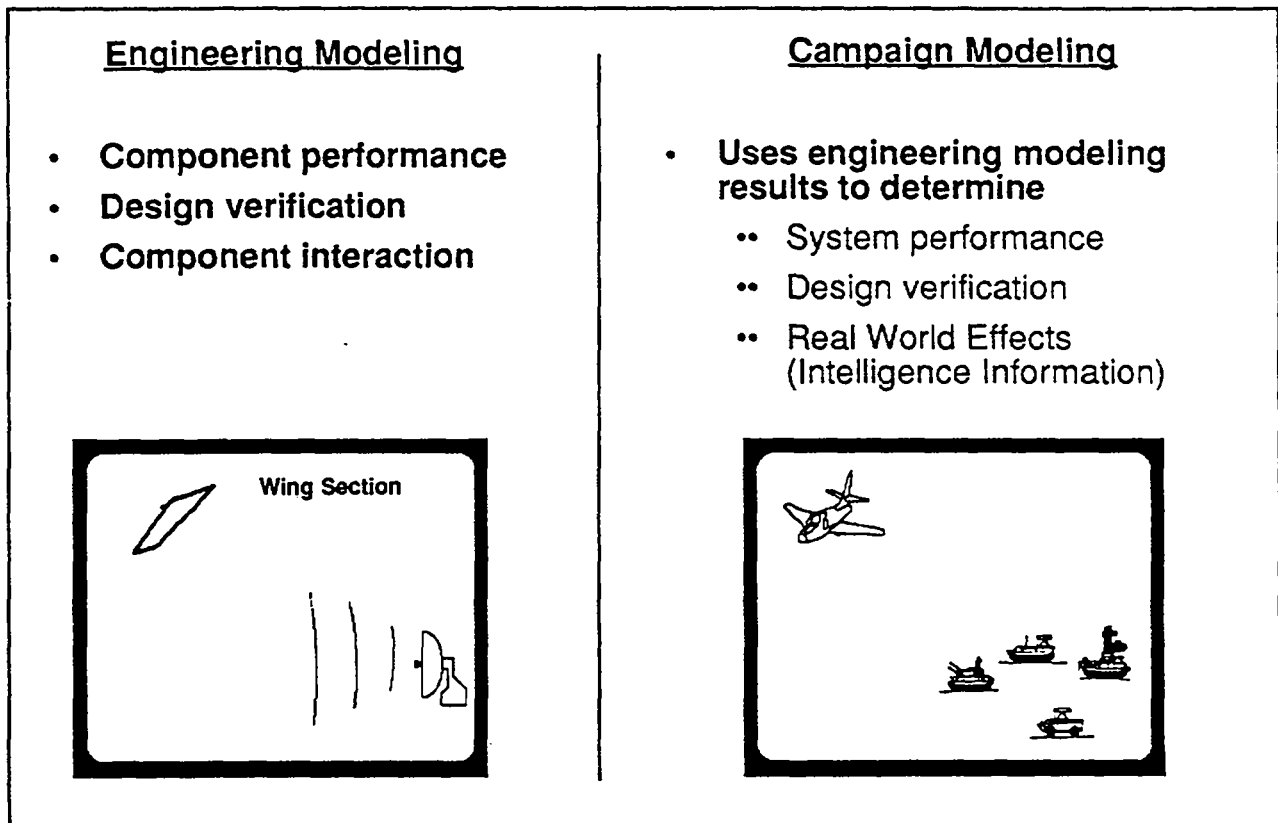 Engineering Modeling
• Component performance
• Design verification
• Component interaction
Wing Section
Campaign Modeling
• Uses engineering modeling
results to determine
•• System performance
•• Design verification
•• Real World Effects
(Intelligence Information)